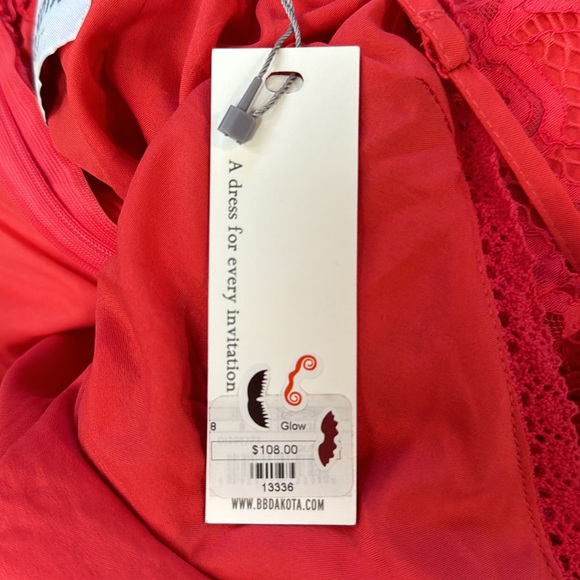 A dress for every invitation
8 Glow
$108.00
13336
WWW.BBDAKOTA.COM